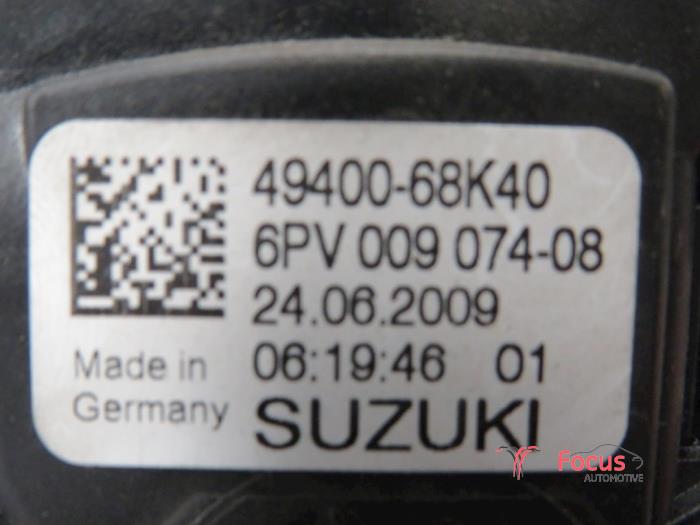 49400-68K40
6PV 009 074-08
24.06.2009
Made in 06:19:46 01
Germany SUZUKI
Focus
AUTOMOTIVE